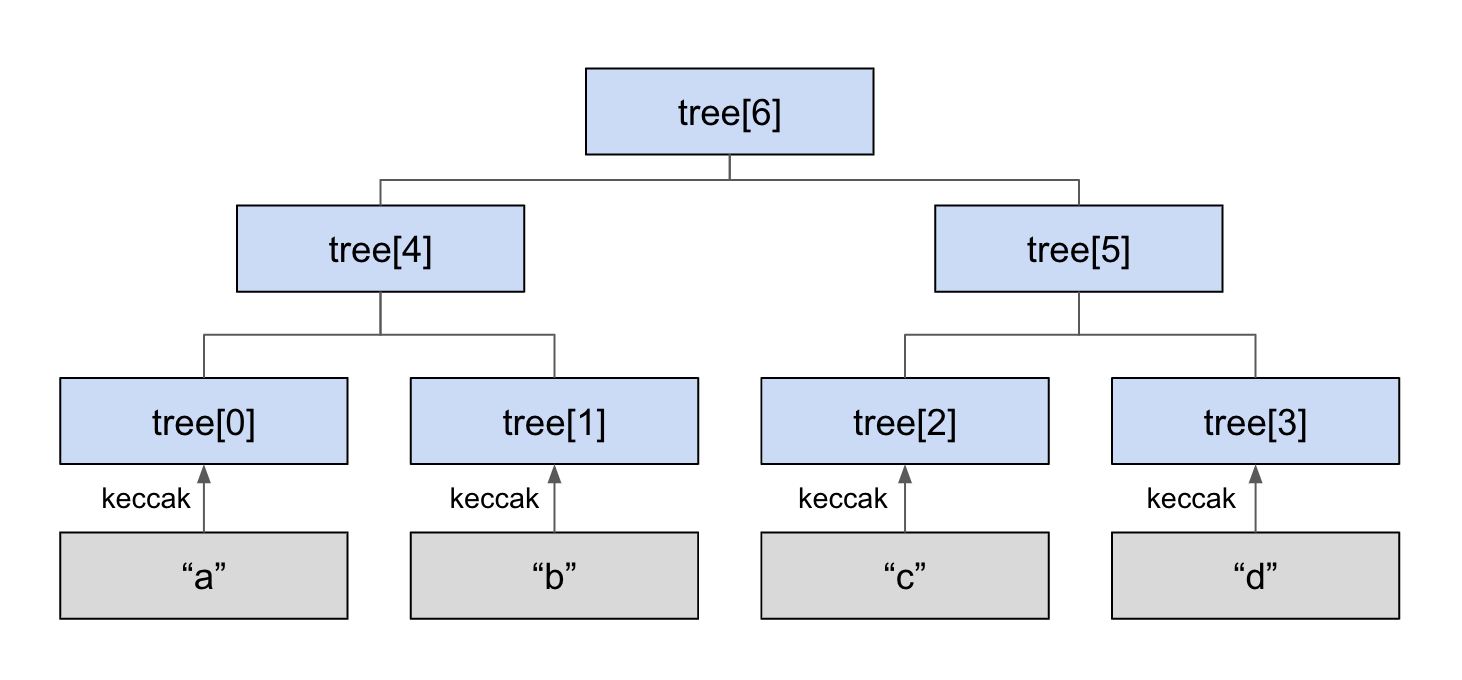 tree[6]
tree[4]
tree[5]
tree[0]
tree[1]
tree[2]
tree[3]
keccak
keccak
keccak
keccak
“a”
“b”
“c”
“d”